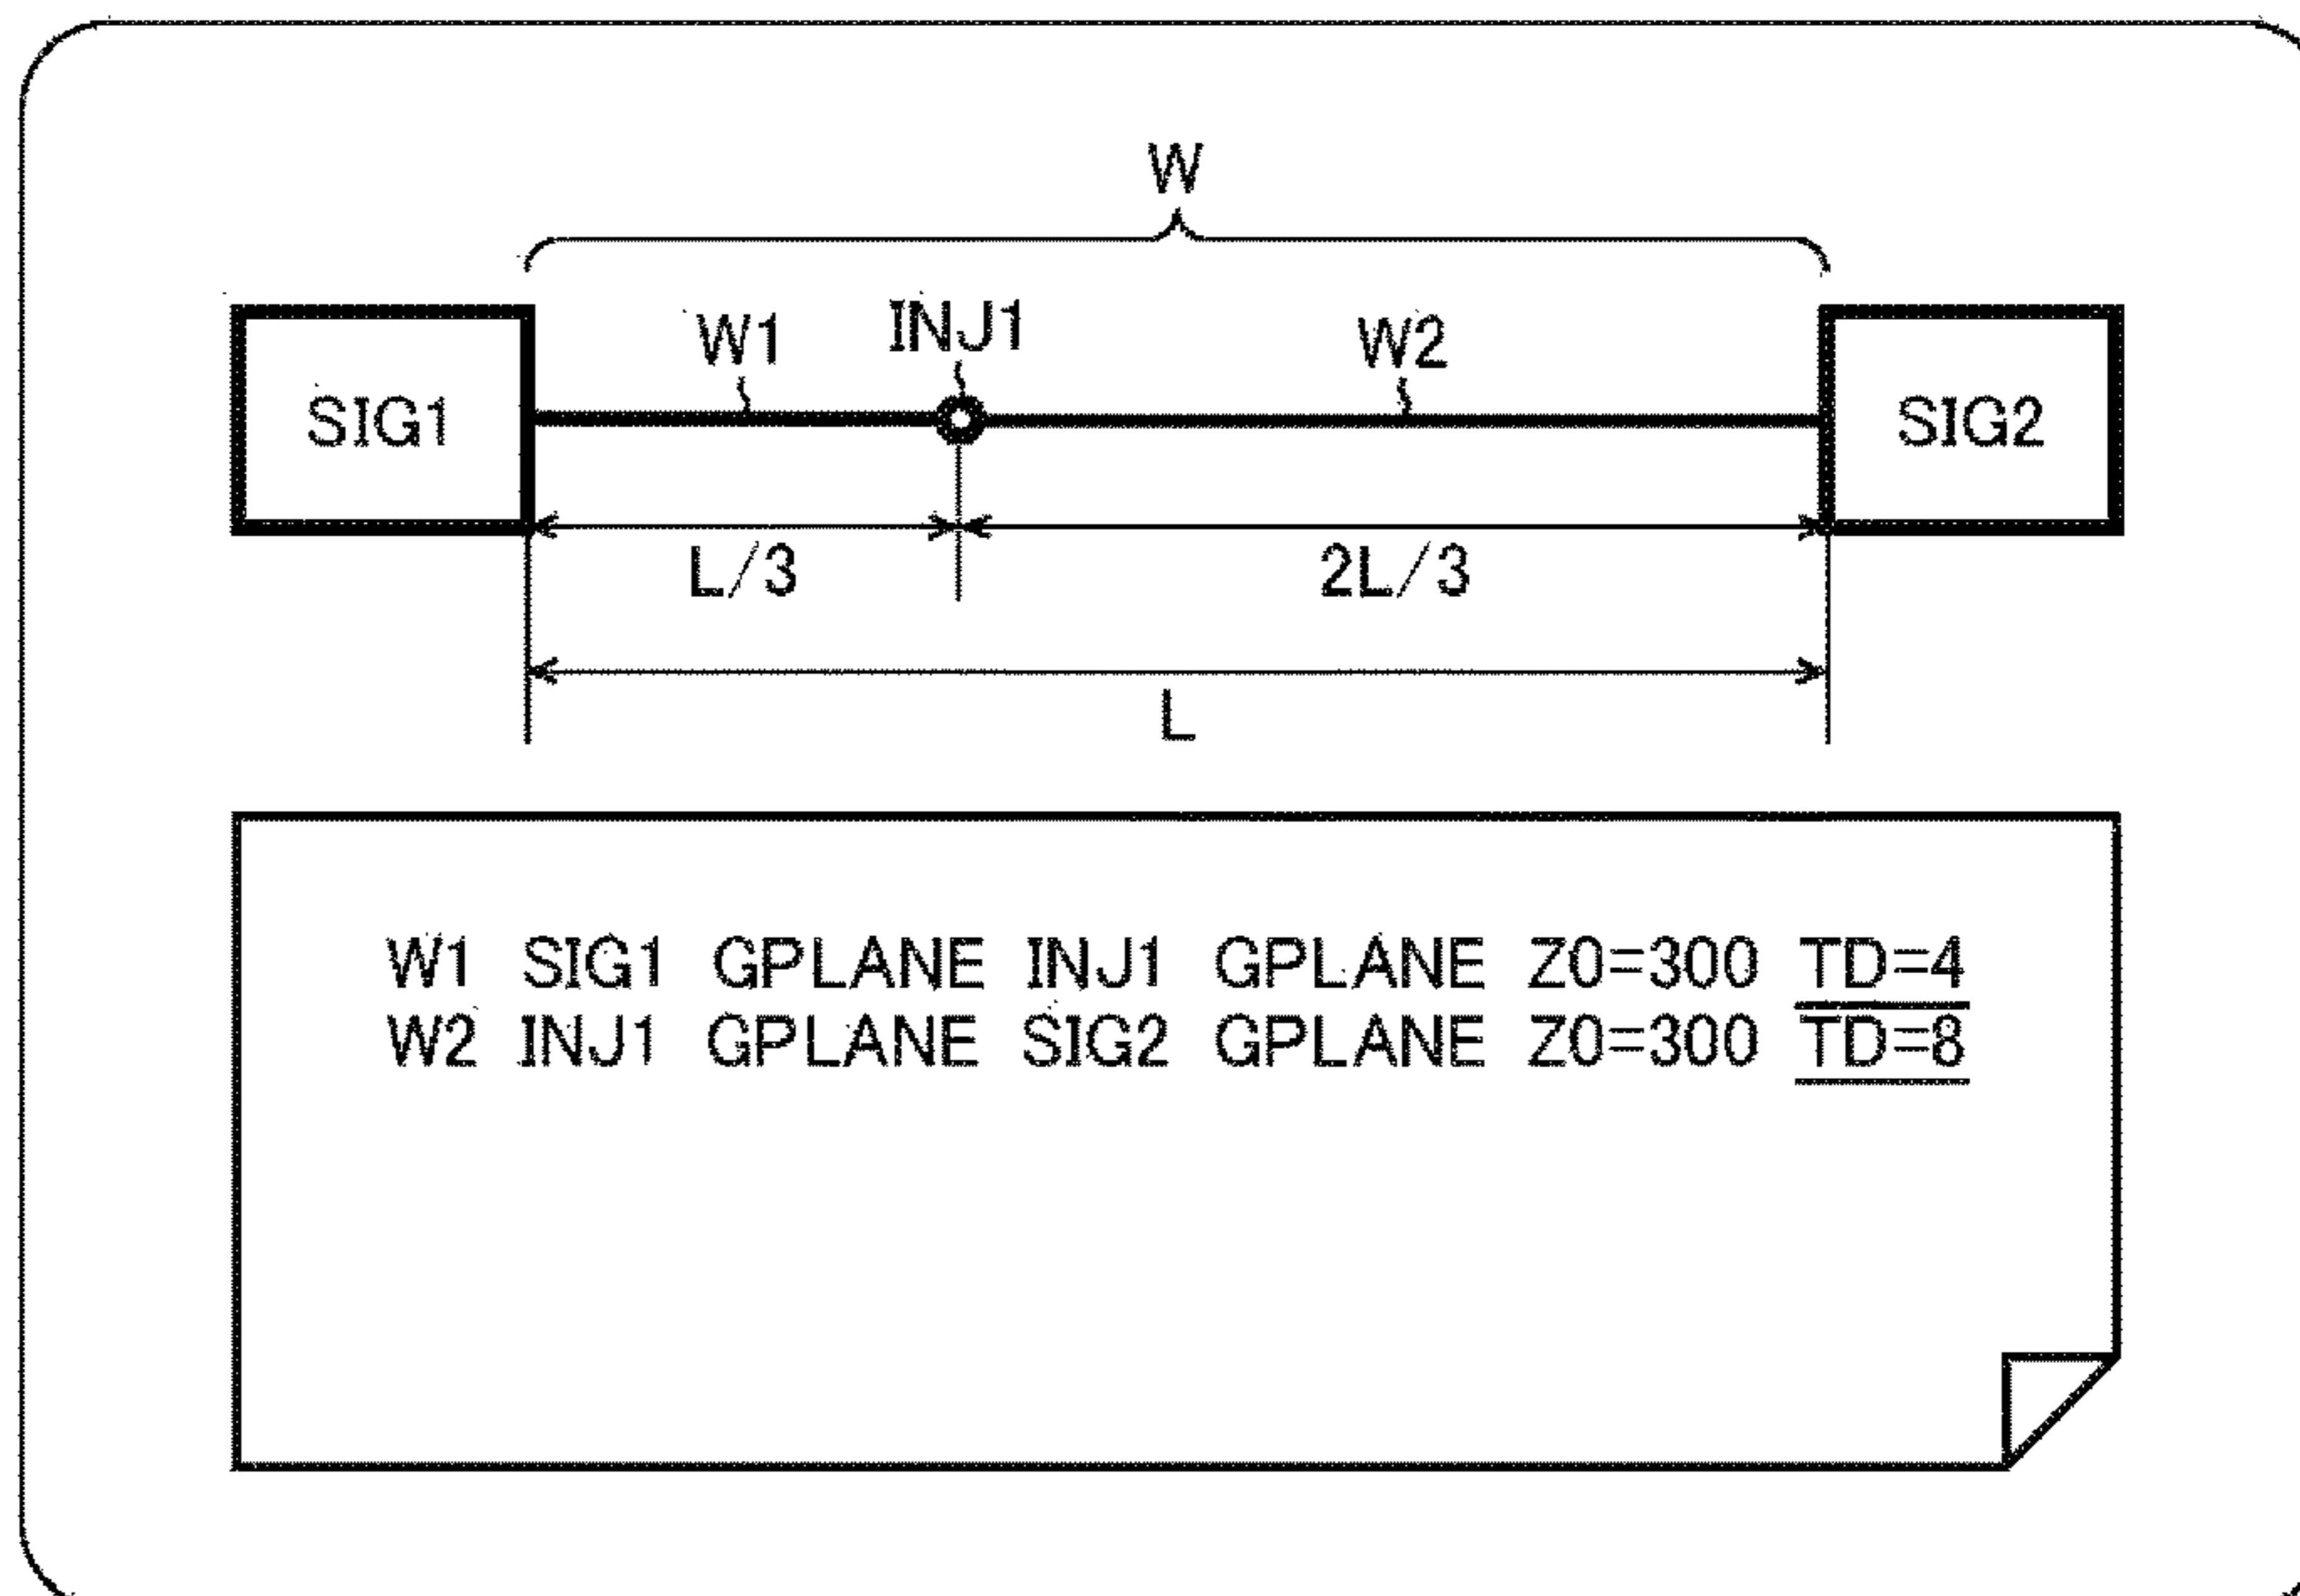 W
W1
INJ1
W2
SIG1
SIG2
L/3
2L/3
L
W1 SIG1 GPLANE INJ1 GPLANE Z0=300 TD=4
W2 INJ1 GPLANE SIG2 GPLANE Z0=300 TD=8